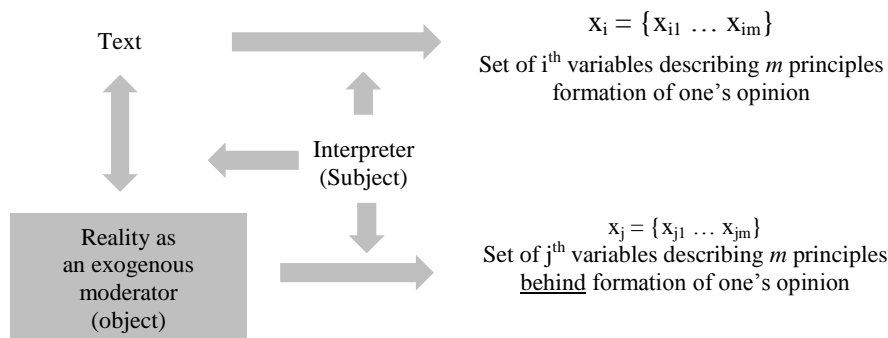 Text
x_i = {x_i1 … x_im}
Set of i^th variables describing m principles
formation of one's opinion
Interpreter
(Subject)
Reality as
an exogenous
moderator
(object)
x_j = {x_j1 … x_jm}
Set of j^th variables describing m principles
behind formation of one's opinion